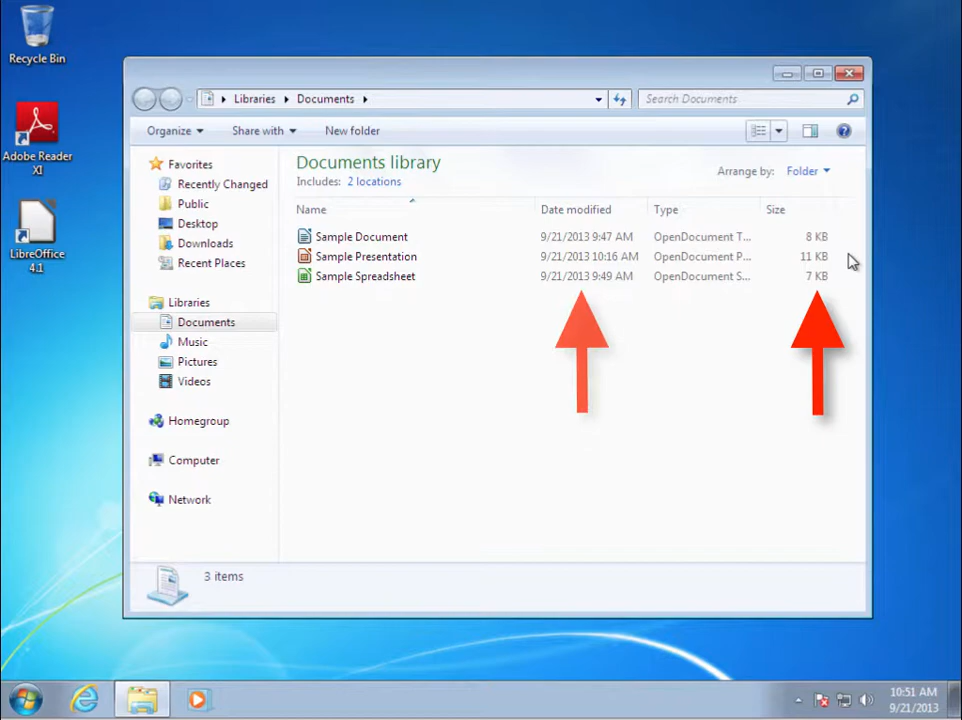 Recycle Bin
Adobe Reader
XI
LibreOffice
4.1
Libraries Documents
Search Documents
Organize Share with New folder
Favorites
Recently Changed
Public
Desktop
Downloads
Recent Places
Libraries
Documents
Music
Pictures
Videos
Homegroup
Computer
Network
Documents library
Includes: 2 locations
Arrange by: Folder
Name Date modified Type Size
Sample Document 9/21/2013 9:47 AM OpenDocument T... 8 KB
Sample Presentation 9/21/2013 10:16 AM OpenDocument P... 11 KB
Sample Spreadsheet 9/21/2013 9:49 AM OpenDocument S... 7 KB
3 items
10:51 AM
9/21/2013